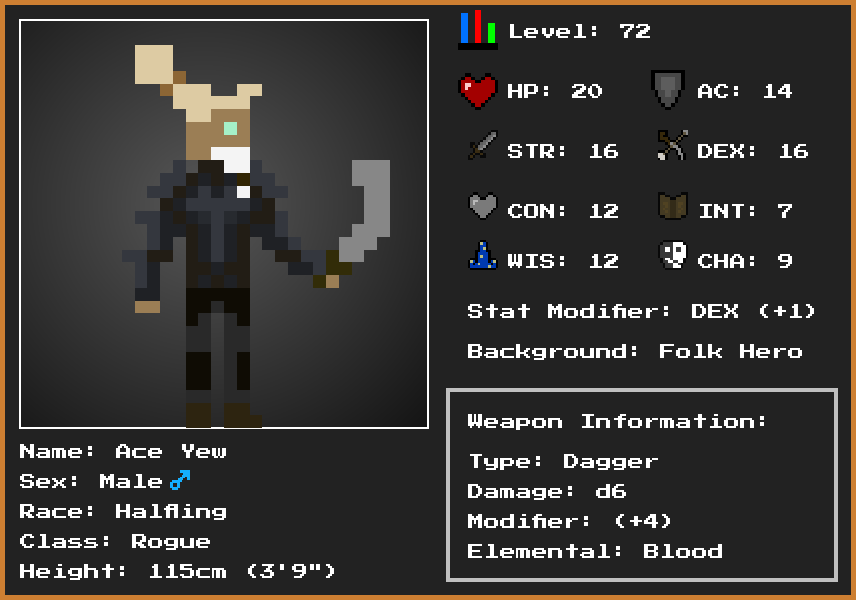 Level: 72
HP: 20
AC: 14
STR: 16
DEX: 16
CON: 12
INT: 7
WIS: 12
CHA: 9
Stat Modifier: DEX (+1)
Background: Folk Hero
Weapon Information:
Type: Dagger
Damage: d6
Modifier: (+4)
Elemental: Blood
Name: Ace Yew
Sex: Male♂
Race: Halfling
Class: Rogue
Height: 115cm (3'9")